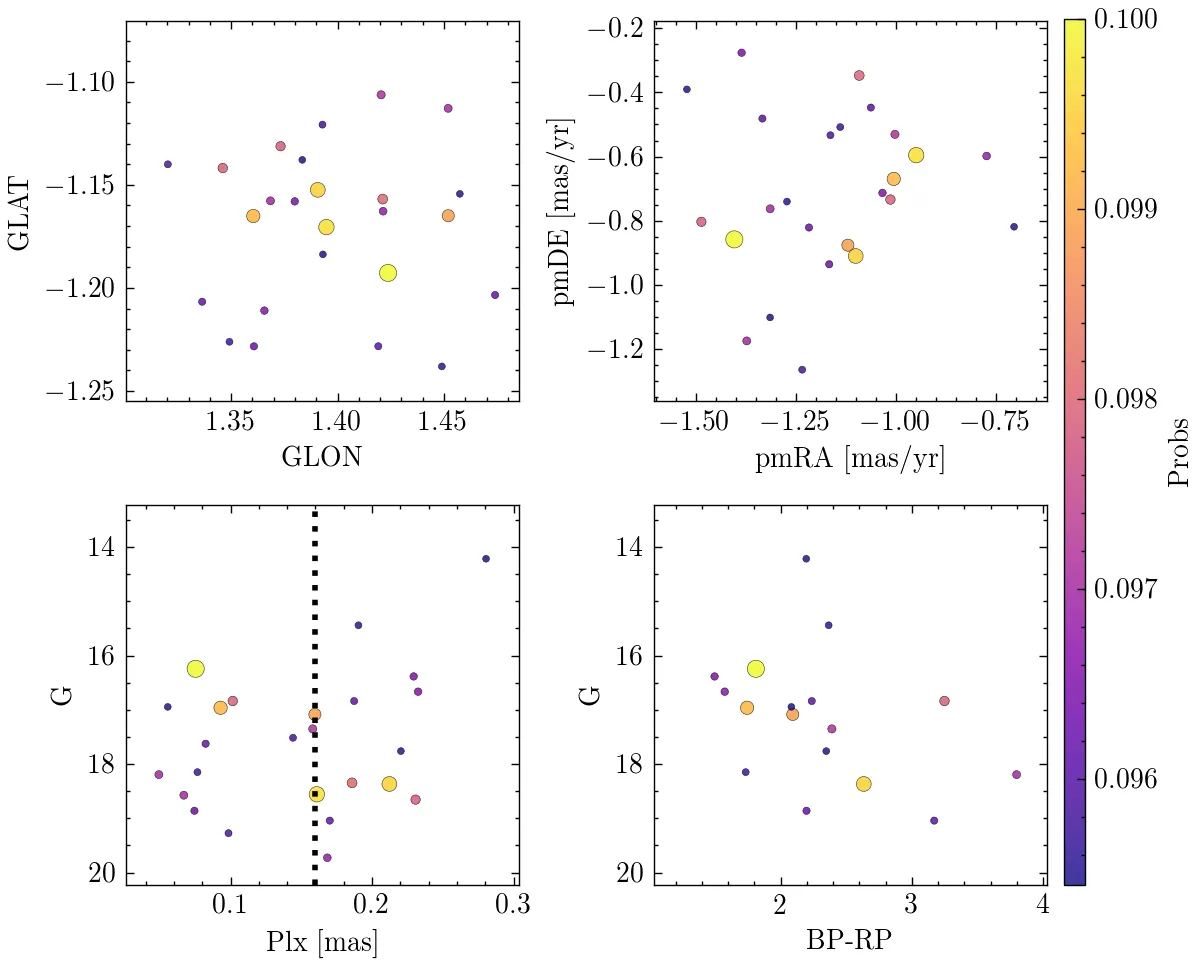 −1.10
−1.15
−1.20
−1.25
GLAT
1.35 1.40 1.45
GLON
−0.2
−0.4
−0.6
−0.8
−1.0
−1.2
pmDE [mas/yr]
−1.50 −1.25 −1.00 −0.75
pmRA [mas/yr]
14
16
18
20
G
0.1 0.2 0.3
Plx [mas]
14
16
18
20
G
2 3 4
BP-RP
0.100
0.099
0.098
0.097
0.096
Probs